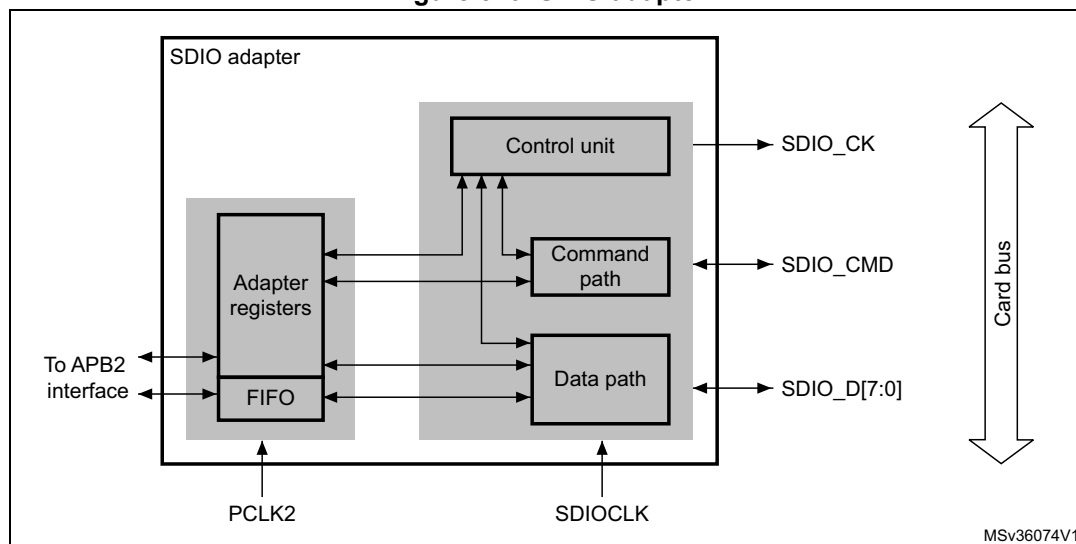 SDIO adapter
Control unit
SDIO_CK
Command
path
SDIO_CMD
Adapter
registers
Card bus
To APB2
interface
FIFO
Data path
SDIO_D[7:0]
PCLK2
SDIOCLK
MSv36074V1